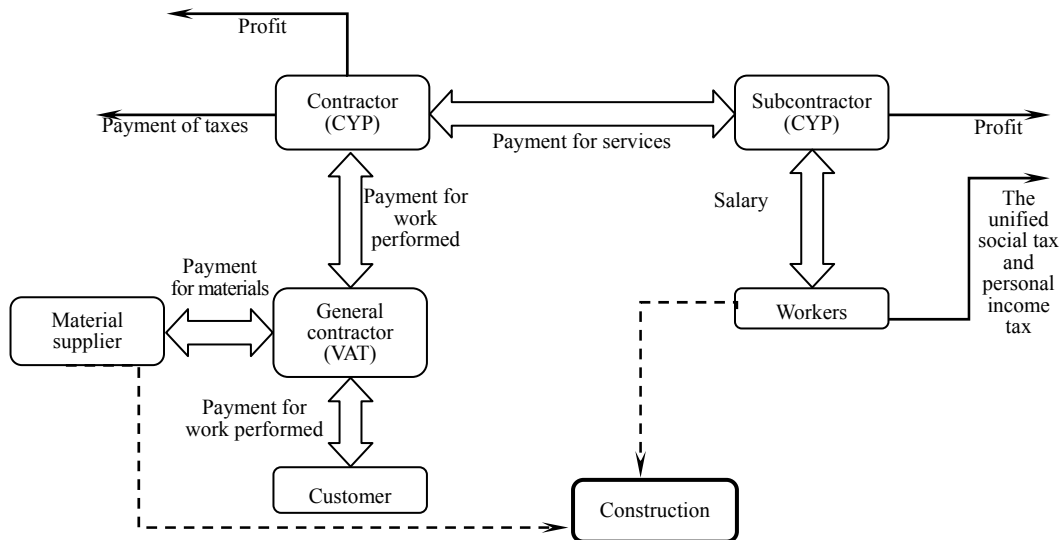 Profit
Contractor
(CYP)
Subcontractor
(CYP)
Payment of taxes
Payment for services
Profit
Payment for
work
performed
Salary
The
unified
social tax
and
personal
income
tax
Payment
for materials
Material
supplier
General
contractor
(VAT)
Workers
Payment for
work performed
Customer
Construction